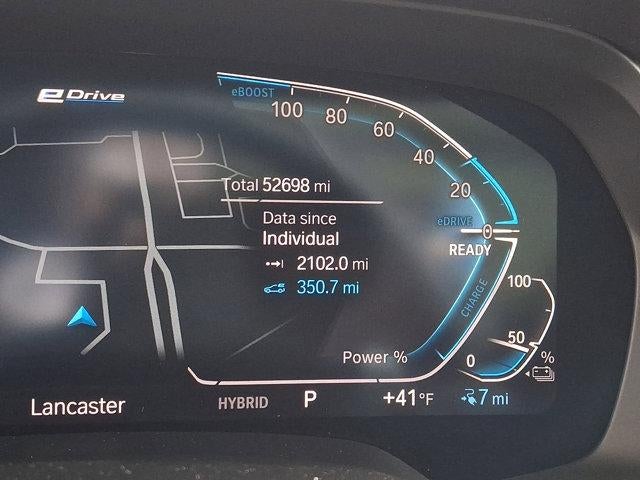 eDrive
eBOOST
100
80
60
40
20
eDRIVE
0
READY
Total 52698 mi
Data since
Individual
2102.0 mi
350.7 mi
CHARGE
100
50
0
%
Power %
Lancaster
HYBRID
P
+41°F
7 mi